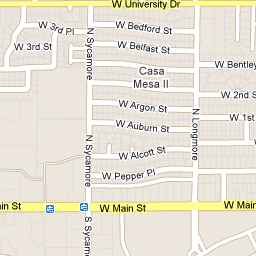 W University Dr
W 3rd Pl
W Bedford St
W 3rd St
W Belfast St
N Sycamore
Casa
Mesa II
W Bentley
W 2nd S
W Argon St
W Auburn St
W 1st
N Longmore
N Sycamore
W Alcott St
W Pepper Pl
in St
W Main St
W Main
S Sycamo